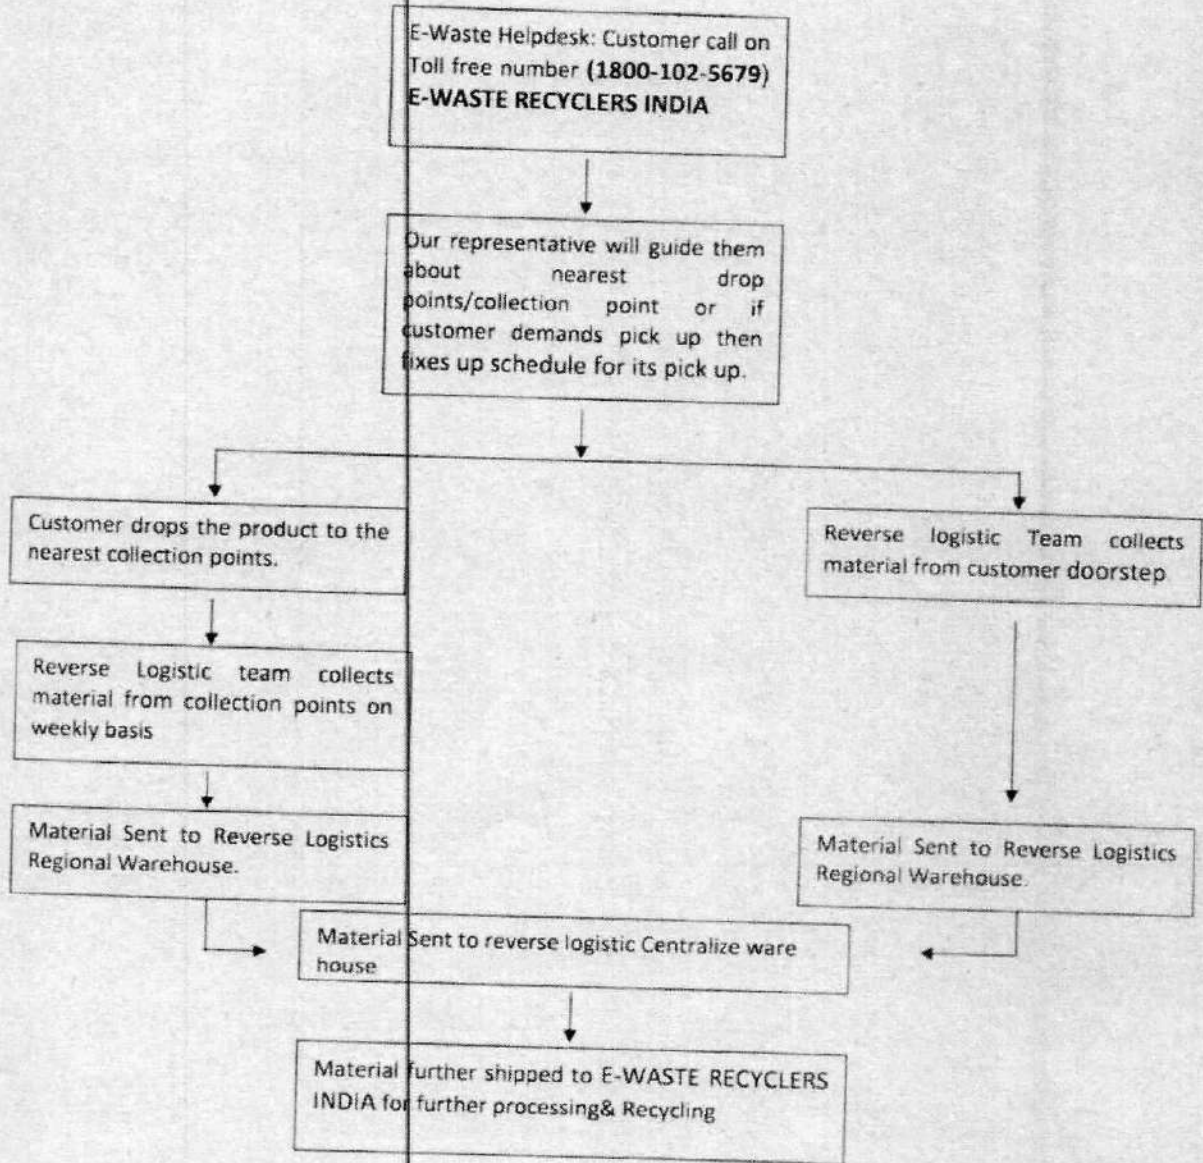 E-Waste Helpdesk: Customer call on
Toll free number (1800-102-5679)
E-WASTE RECYCLERS INDIA
Our representative will guide them
about nearest drop
points/collection point or if
customer demands pick up then
fixes up schedule for its pick up.
Customer drops the product to the
nearest collection points.
Reverse logistic Team collects
material from customer doorstep
Reverse Logistic team collects
material from collection points on
weekly basis
Material Sent to Reverse Logistics
Regional Warehouse.
Material Sent to Reverse Logistics
Regional Warehouse.
Material Sent to reverse logistic Centralize ware
house
Material further shipped to E-WASTE RECYCLERS
INDIA for further processing& Recycling